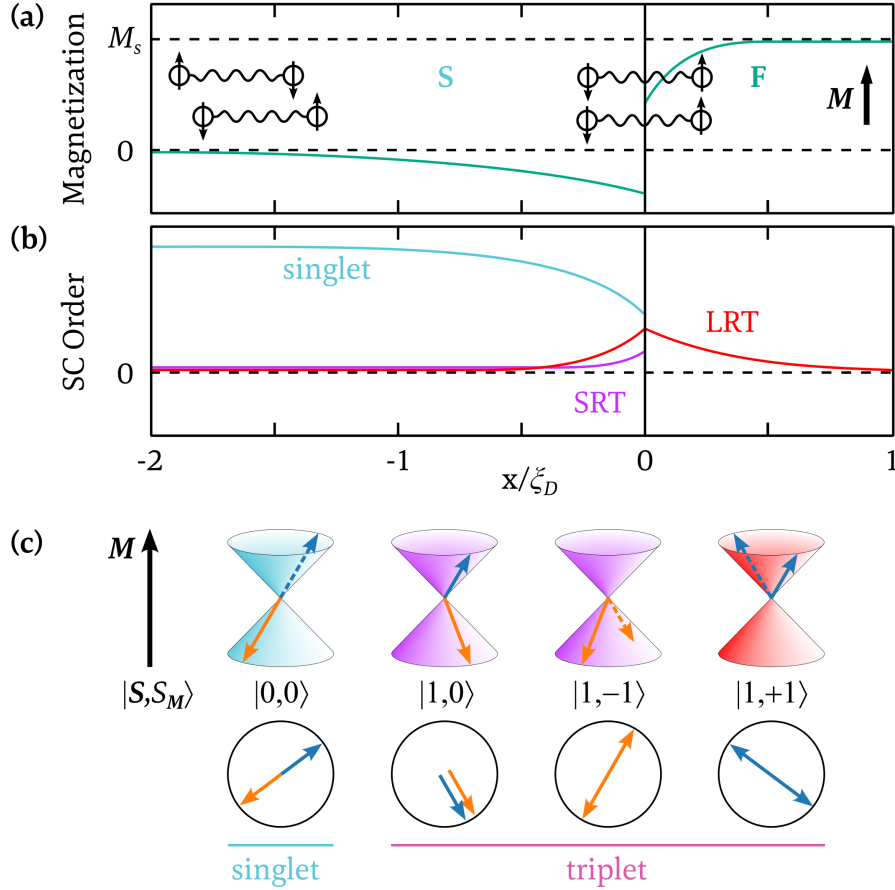 (a)
Magnetization
M_s
0
S
F
M
(b)
SC Order
0
singlet
LRT
SRT
-2 -1 0 1
x/ξ_D
(c)
M
|S,S_M⟩ |0,0⟩ |1,0⟩ |1,−1⟩ |1,+1⟩
singlet triplet